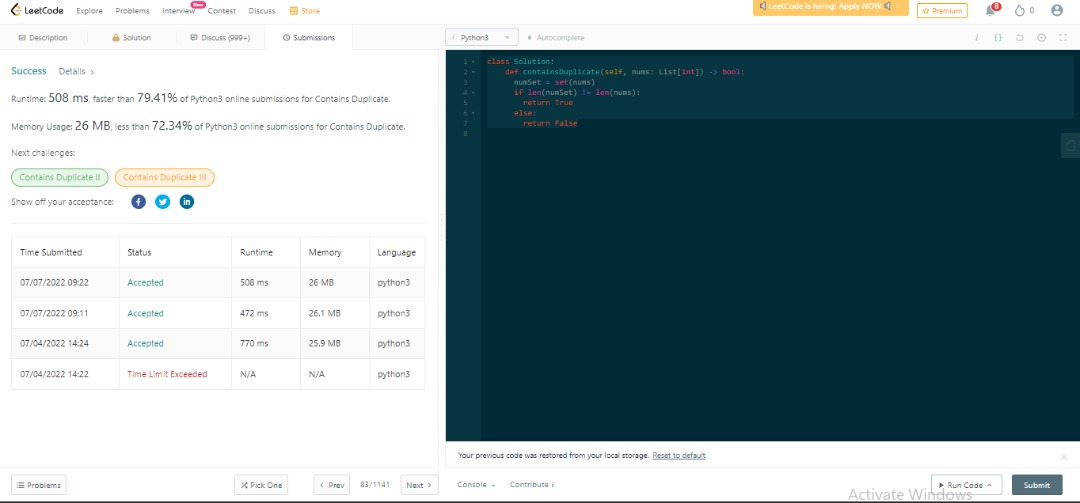 LeetCode Explore Problems Interview New Contest Discuss Store LeetCode is hiring! Apply NOW. Premium 8 0
Description Solution Discuss (999+) Submissions i Python3 Autocomplete i {}
Success Details >
Runtime: 508 ms, faster than 79.41% of Python3 online submissions for Contains Duplicate.
Memory Usage: 26 MB, less than 72.34% of Python3 online submissions for Contains Duplicate.
Next challenges:
Contains Duplicate II Contains Duplicate III
Show off your acceptance:
Time Submitted Status Runtime Memory Language
07/07/2022 09:22 Accepted 508 ms 26 MB python3
07/07/2022 09:11 Accepted 472 ms 26.1 MB python3
07/04/2022 14:24 Accepted 770 ms 25.9 MB python3
07/04/2022 14:22 Time Limit Exceeded N/A N/A python3
1 class Solution:
2 def containsDuplicate(self, nums: List[int]) -> bool:
3 numSet = set(nums)
4 if len(numSet) != len(nums):
5 return True
6 else:
7 return False
8
Your previous code was restored from your local storage. Reset to default
Problems Pick One < Prev 83/1141 Next > Console Contribute i Run Code Submit
Activate Windows